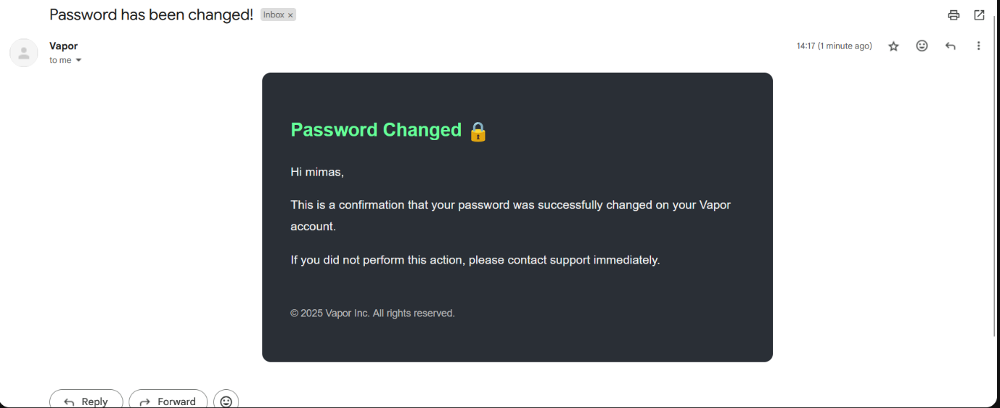 Password has been changed! Inbox ×
Vapor
14:17 (1 minute ago)
to me
Password Changed 🔒
Hi mimas,
This is a confirmation that your password was successfully changed on your Vapor
account.
If you did not perform this action, please contact support immediately.
© 2025 Vapor Inc. All rights reserved.
Reply
Forward